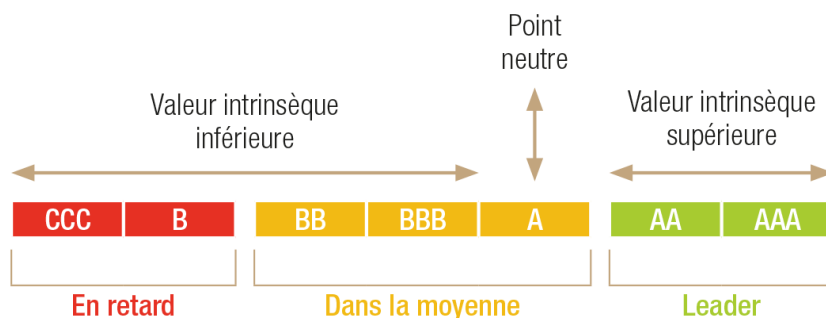 Point
neutre
Valeur intrinsèque
inférieure
Valeur intrinsèque
supérieure
CCC B BB BBB A AA AAA
En retard Dans la moyenne Leader